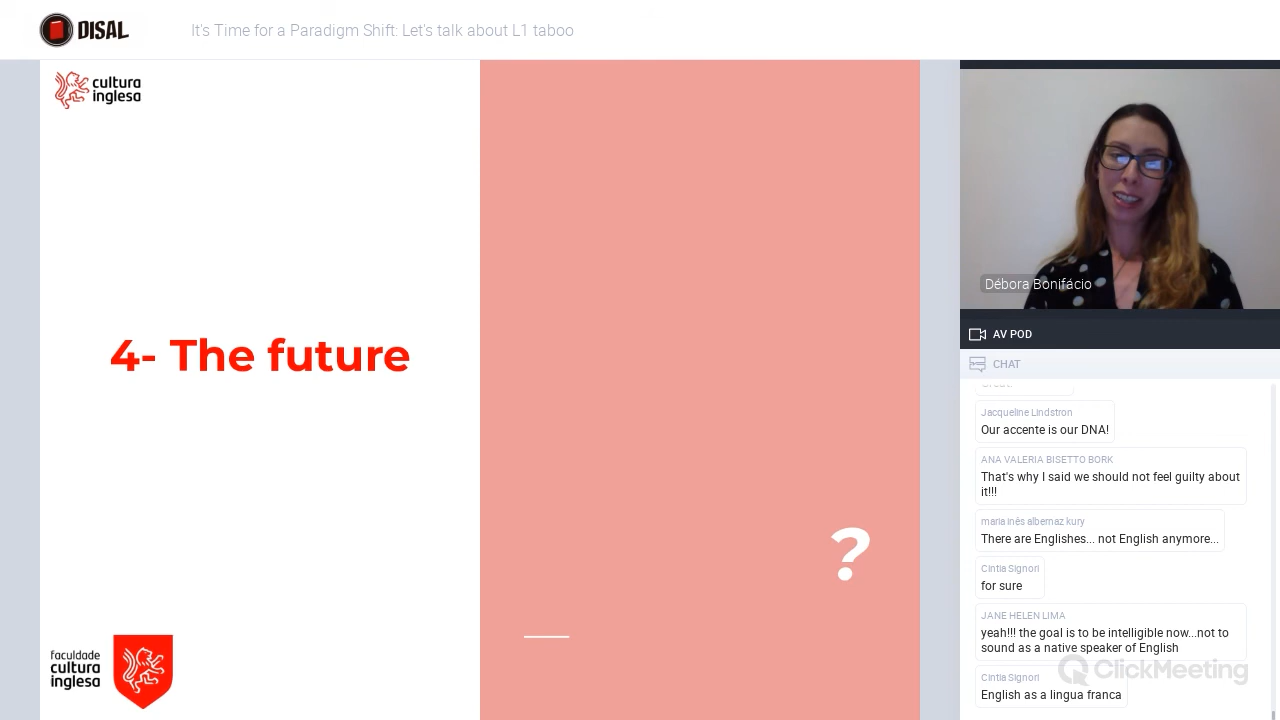 DISAL
It's Time for a Paradigm Shift: Let's talk about L1 taboo
cultura
inglesa
4- The future
?
faculdade
cultura
inglesa
Débora Bonifácio
AV POD
CHAT
Great!
Jacqueline Lindstron
Our accente is our DNA!
ANA VALERIA BISETTO BORK
That's why I said we should not feel guilty about
it!!!
maria inês albernaz kury
There are Englishes... not English anymore...
Cintia Signori
for sure
JANE HELEN LIMA
yeah!!! the goal is to be intelligible now...not to
sound as a native speaker of English
Cintia Signori
English as a lingua franca
ClickMeeting